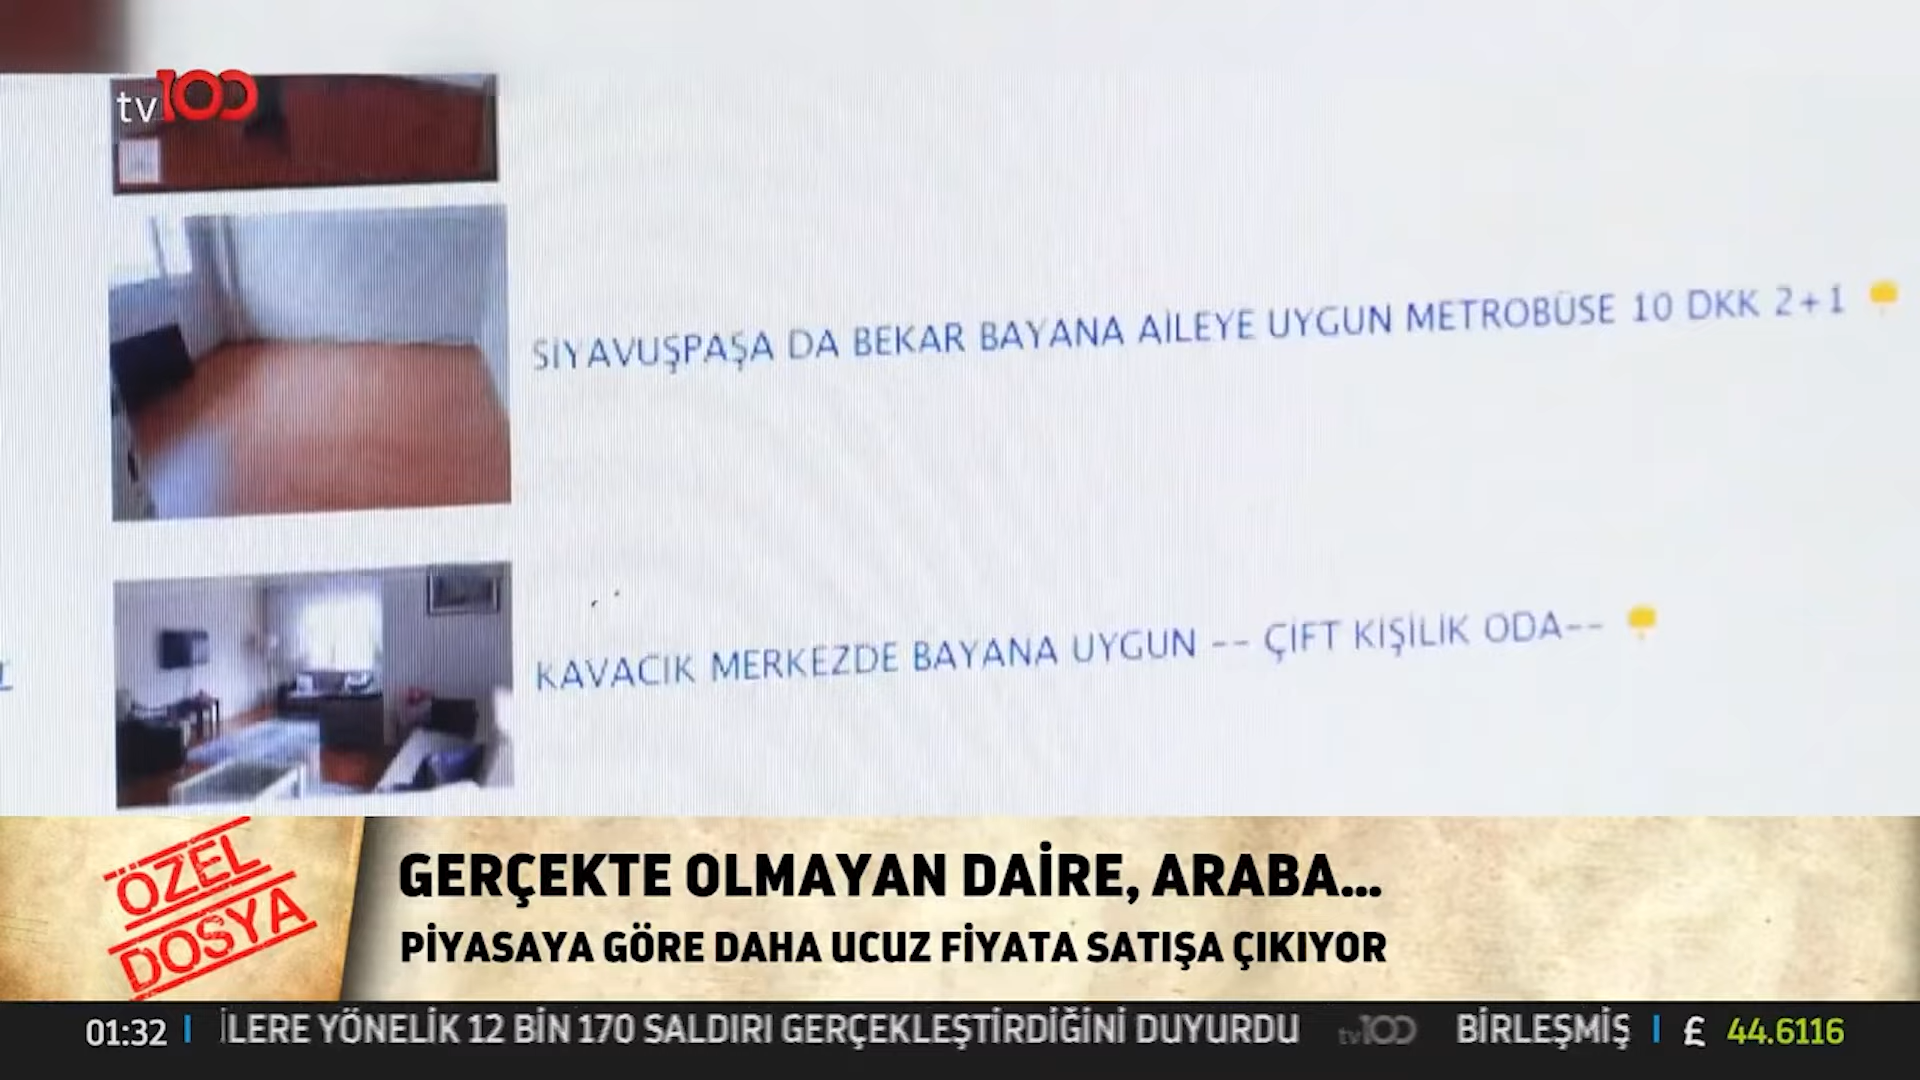 tv100
SİYAVUŞPAŞA DA BEKAR BAYANA AİLEYE UYGUN METROBÜSE 10 DKK 2+1
KAVACIK MERKEZDE BAYANA UYGUN -- ÇİFT KİŞİLİK ODA--
ÖZEL
DOSYA
GERÇEKTE OLMAYAN DAİRE, ARABA...
PİYASAYA GÖRE DAHA UCUZ FİYATA SATIŞA ÇIKIYOR
01:32 İLERE YÖNELİK 12 BİN 170 SALDIRI GERÇEKLEŞTİRDİĞİNİ DUYURDU tv100 BİRLEŞMİŞ £ 44.6116